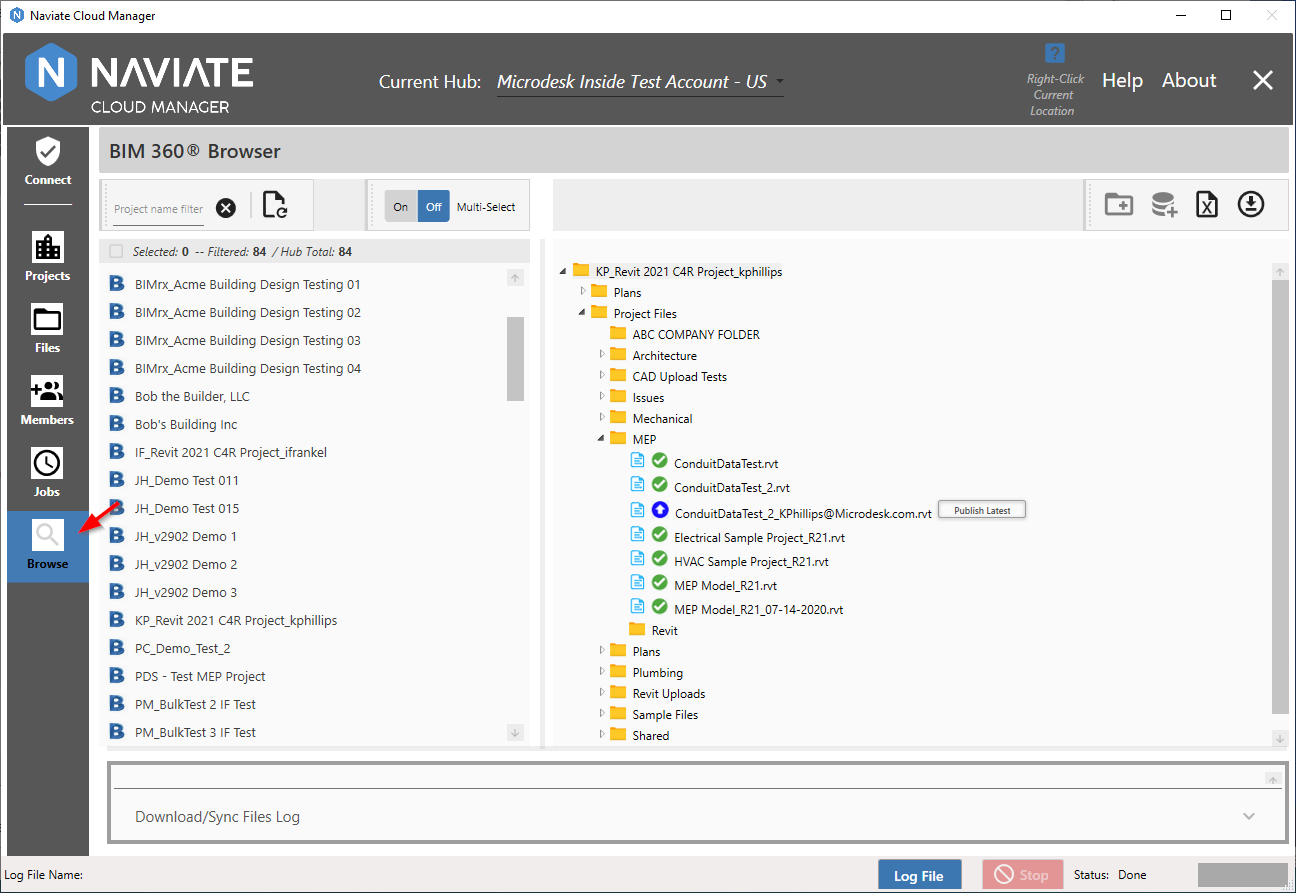 Naviate Cloud Manager
N NAVIATE
CLOUD MANAGER
Current Hub: Microdesk Inside Test Account - US
?
Right-Click
Current
Location
Help About
Connect
Projects
Files
Members
Jobs
Browse
BIM 360® Browser
Project name filter
On Off Multi-Select
Selected: 0 -- Filtered: 84 / Hub Total: 84
B BIMrx_Acme Building Design Testing 01
B BIMrx_Acme Building Design Testing 02
B BIMrx_Acme Building Design Testing 03
B BIMrx_Acme Building Design Testing 04
B Bob the Builder, LLC
B Bob's Building Inc
B IF_Revit 2021 C4R Project_ifrankel
B JH_Demo Test 011
B JH_Demo Test 015
B JH_v2902 Demo 1
B JH_v2902 Demo 2
B JH_v2902 Demo 3
B KP_Revit 2021 C4R Project_kphillips
B PC_Demo_Test_2
B PDS - Test MEP Project
B PM_BulkTest 2 IF Test
B PM_BulkTest 3 IF Test
KP_Revit 2021 C4R Project_kphillips
Plans
Project Files
ABC COMPANY FOLDER
Architecture
CAD Upload Tests
Issues
Mechanical
MEP
ConduitDataTest.rvt
ConduitDataTest_2.rvt
ConduitDataTest_2_KPhillips@Microdesk.com.rvt Publish Latest
Electrical Sample Project_R21.rvt
HVAC Sample Project_R21.rvt
MEP Model_R21.rvt
MEP Model_R21_07-14-2020.rvt
Revit
Plans
Plumbing
Revit Uploads
Sample Files
Shared
Download/Sync Files Log
Log File Name:
Log File
Stop
Status: Done